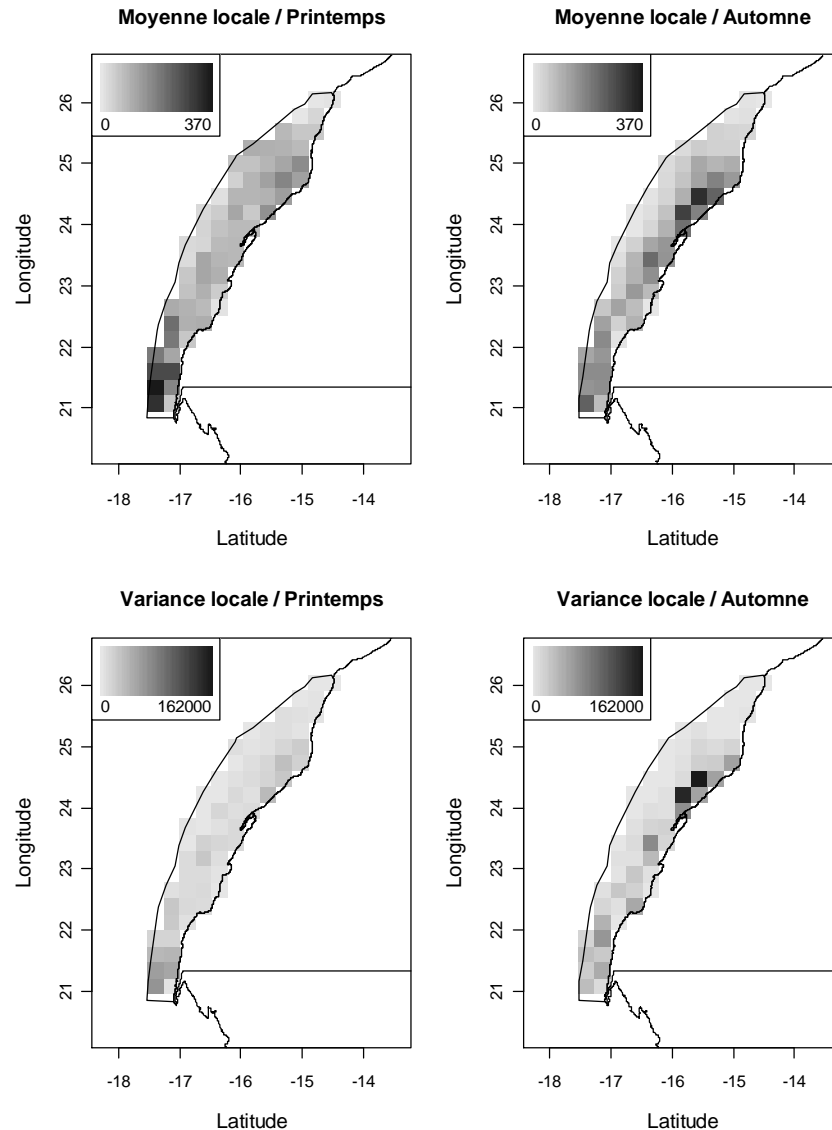 Moyenne locale / Printemps
0 370
26
25
24
23
22
21
Longitude
-18 -17 -16 -15 -14
Latitude
Moyenne locale / Automne
0 370
26
25
24
23
22
21
Longitude
-18 -17 -16 -15 -14
Latitude
Variance locale / Printemps
0 162000
26
25
24
23
22
21
Longitude
-18 -17 -16 -15 -14
Latitude
Variance locale / Automne
0 162000
26
25
24
23
22
21
Longitude
-18 -17 -16 -15 -14
Latitude